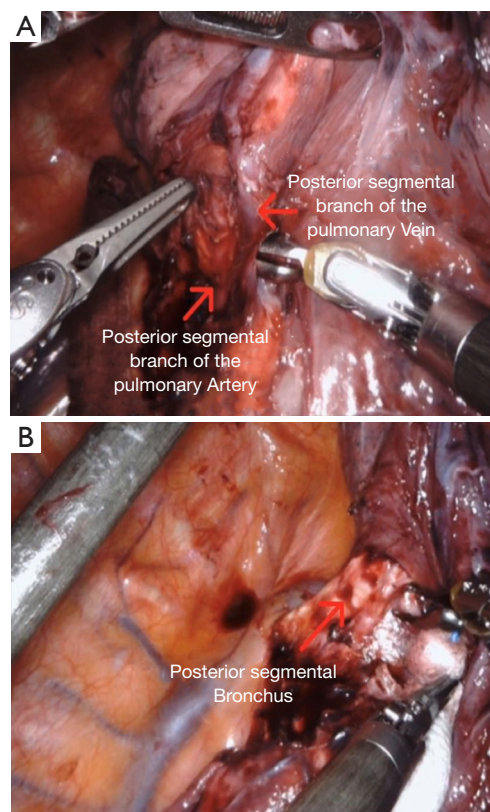 A
Posterior segmental
branch of the
pulmonary Vein
Posterior segmental
branch of the
pulmonary Artery
B
Posterior segmental
Bronchus